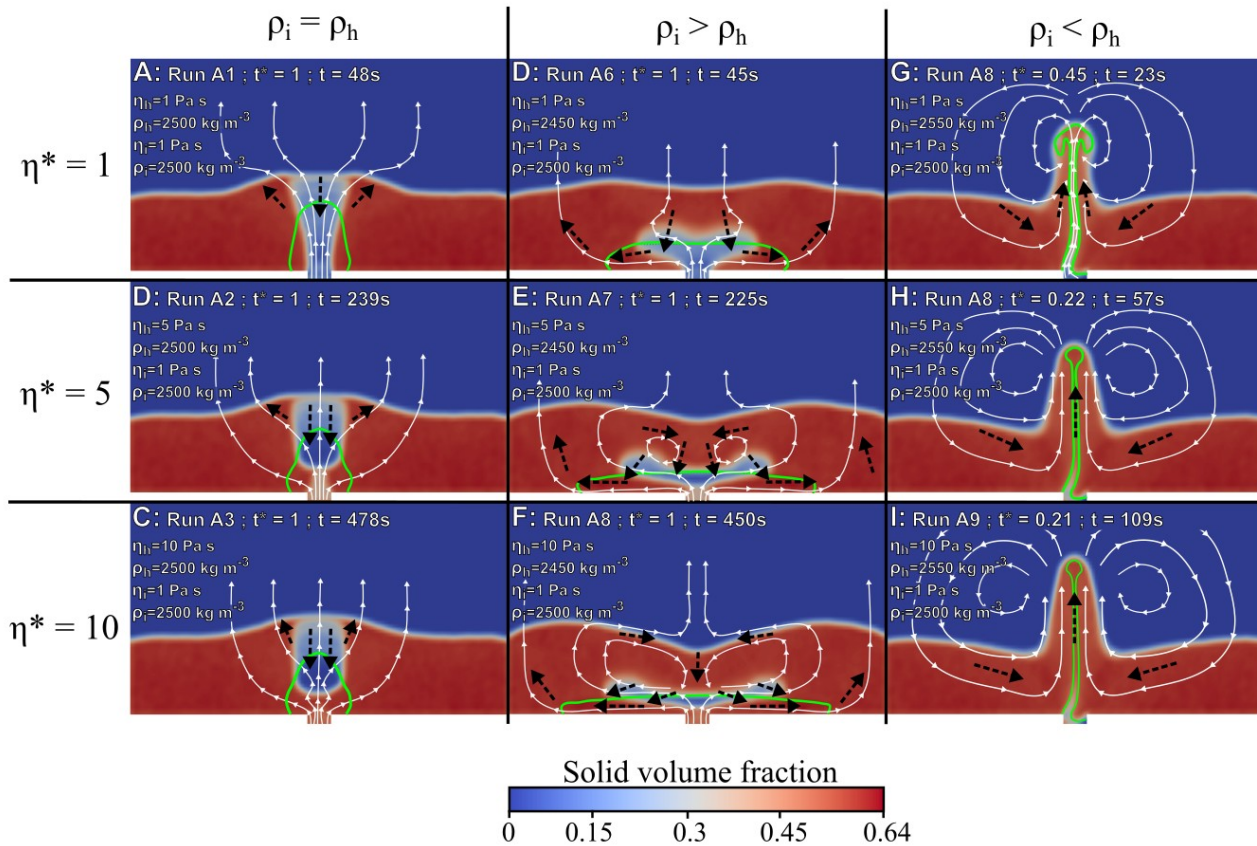 ρi = ρh
ρi > ρh
ρi < ρh
η* = 1
A: Run A1 ; t* = 1 ; t = 48s
ηh=1 Pa s
ρh=2500 kg m-3
ηi=1 Pa s
ρi=2500 kg m-3
D: Run A6 ; t* = 1 ; t = 45s
ηh=1 Pa s
ρh=2450 kg m-3
ηi=1 Pa s
ρi=2500 kg m-3
G: Run A8 ; t* = 0.45 ; t = 23s
ηh=1 Pa s
ρh=2550 kg m-3
ηi=1 Pa s
ρi=2500 kg m-3
η* = 5
D: Run A2 ; t* = 1 ; t = 239s
ηh=5 Pa s
ρh=2500 kg m-3
ηi=1 Pa s
ρi=2500 kg m-3
E: Run A7 ; t* = 1 ; t = 225s
ηh=5 Pa s
ρh=2450 kg m-3
ηi=1 Pa s
ρi=2500 kg m-3
H: Run A8 ; t* = 0.22 ; t = 57s
ηh=5 Pa s
ρh=2550 kg m-3
ηi=1 Pa s
ρi=2500 kg m-3
η* = 10
C: Run A3 ; t* = 1 ; t = 478s
ηh=10 Pa s
ρh=2500 kg m-3
ηi=1 Pa s
ρi=2500 kg m-3
F: Run A8 ; t* = 1 ; t = 450s
ηh=10 Pa s
ρh=2450 kg m-3
ηi=1 Pa s
ρi=2500 kg m-3
I: Run A9 ; t* = 0.21 ; t = 109s
ηh=10 Pa s
ρh=2550 kg m-3
ηi=1 Pa s
ρi=2500 kg m-3
Solid volume fraction
0 0.15 0.3 0.45 0.64